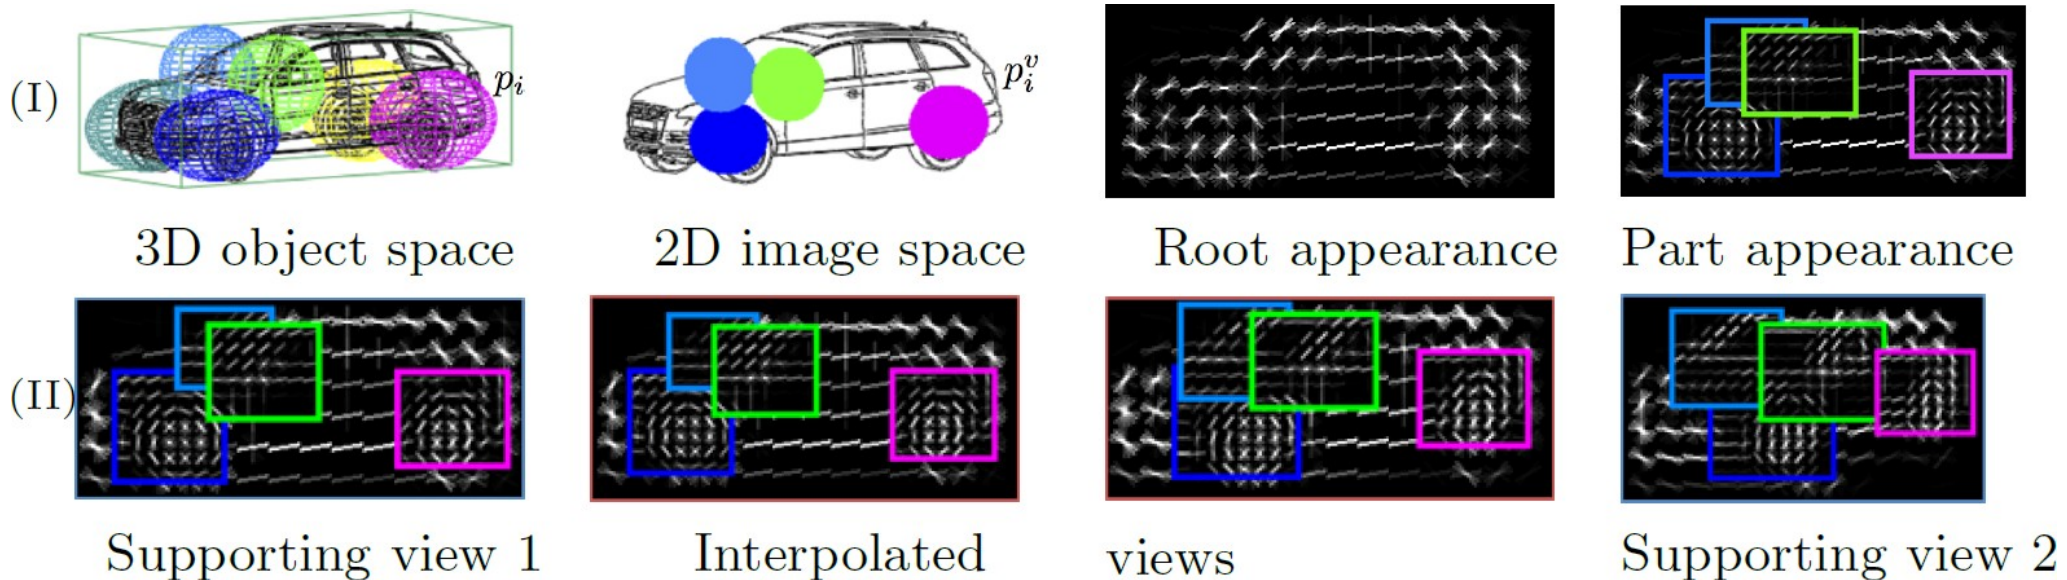 (I)
p_i
p_i^v
3D object space 2D image space Root appearance Part appearance
(II)
Supporting view 1 Interpolated views Supporting view 2